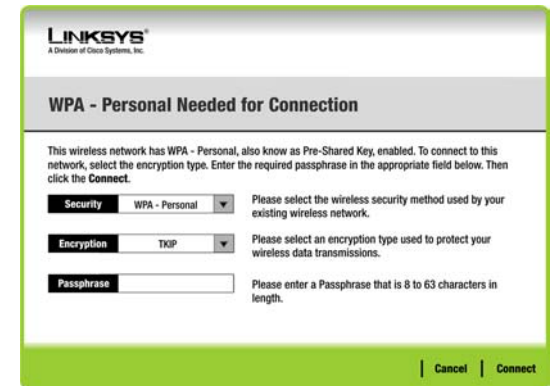 LINKSYS®
A Division of Cisco Systems, Inc.
WPA - Personal Needed for Connection
This wireless network has WPA - Personal, also know as Pre-Shared Key, enabled. To connect to this
network, select the encryption type. Enter the required passphrase in the appropriate field below. Then
click the Connect.
Security WPA - Personal Please select the wireless security method used by your
existing wireless network.
Encryption TKIP Please select an encryption type used to protect your
wireless data transmissions.
Passphrase Please enter a Passphrase that is 8 to 63 characters in
length.
Cancel Connect